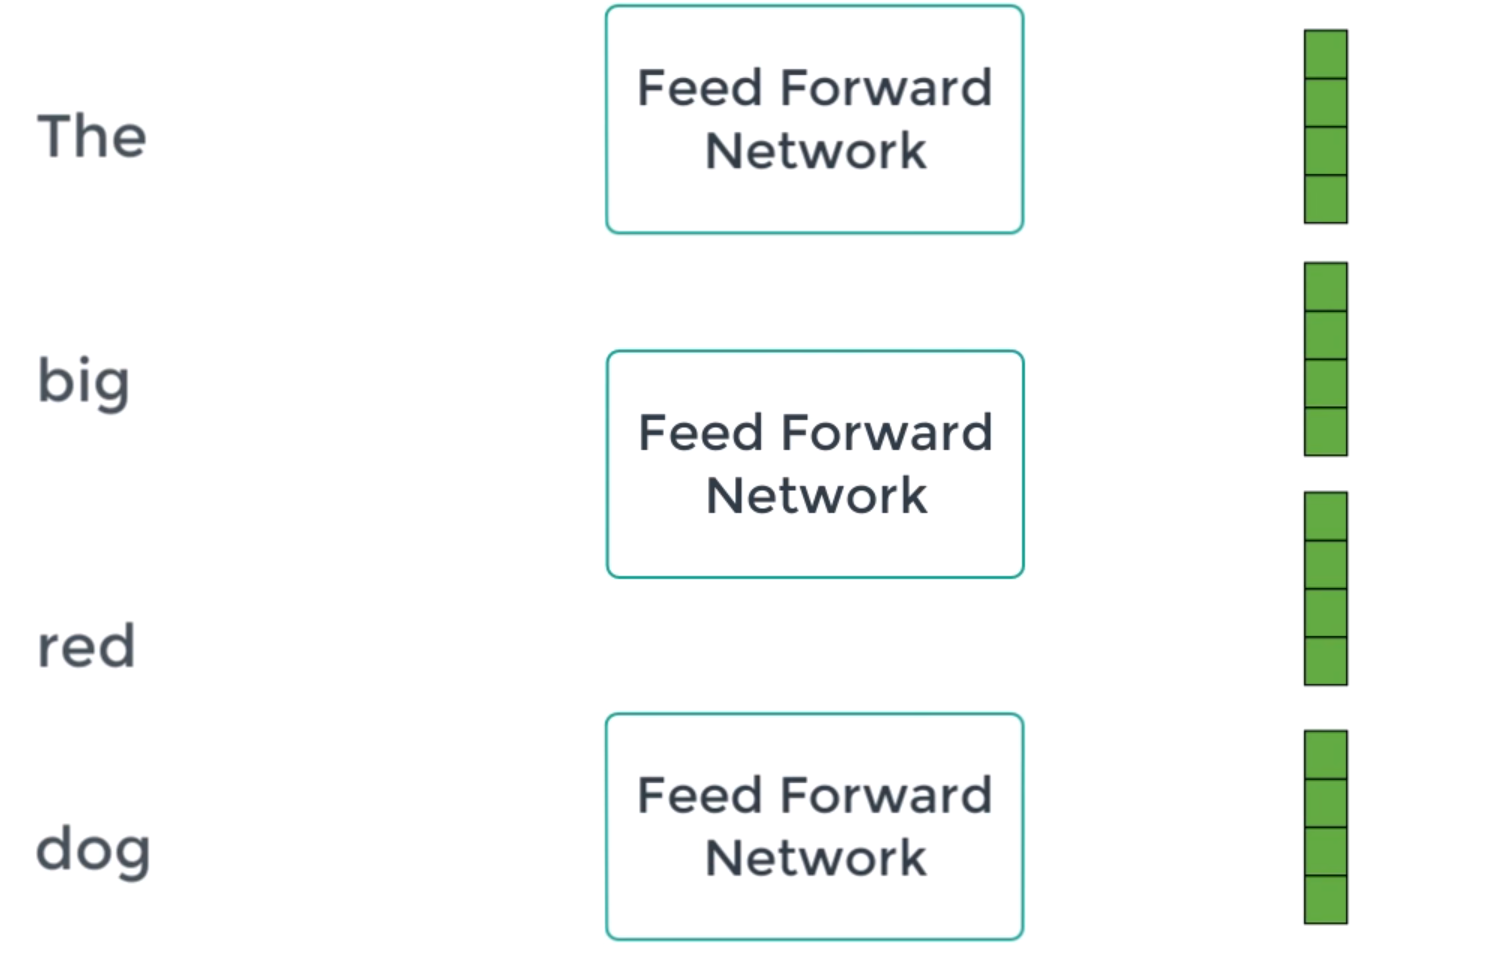 The
Feed Forward
Network
big
Feed Forward
Network
red
dog
Feed Forward
Network